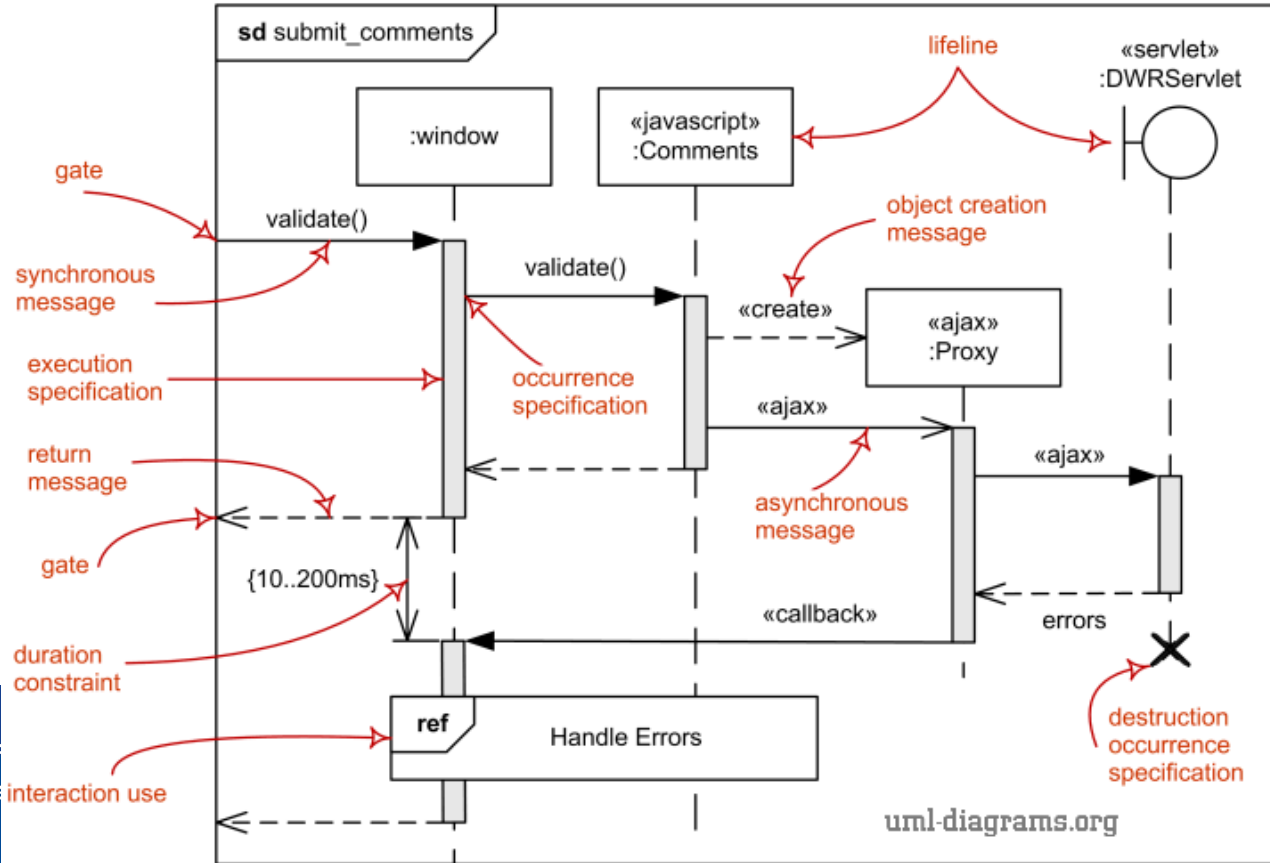 sd submit_comments
lifeline
«servlet»
:DWRServlet
:window
«javascript»
:Comments
gate
validate()
object creation
message
synchronous
message
validate()
«create»
«ajax»
:Proxy
execution
specification
occurrence
specification
«ajax»
return
message
«ajax»
asynchronous
message
gate
{10..200ms}
«callback»
errors
duration
constraint
ref
Handle Errors
destruction
occurrence
specification
interaction use
uml-diagrams.org